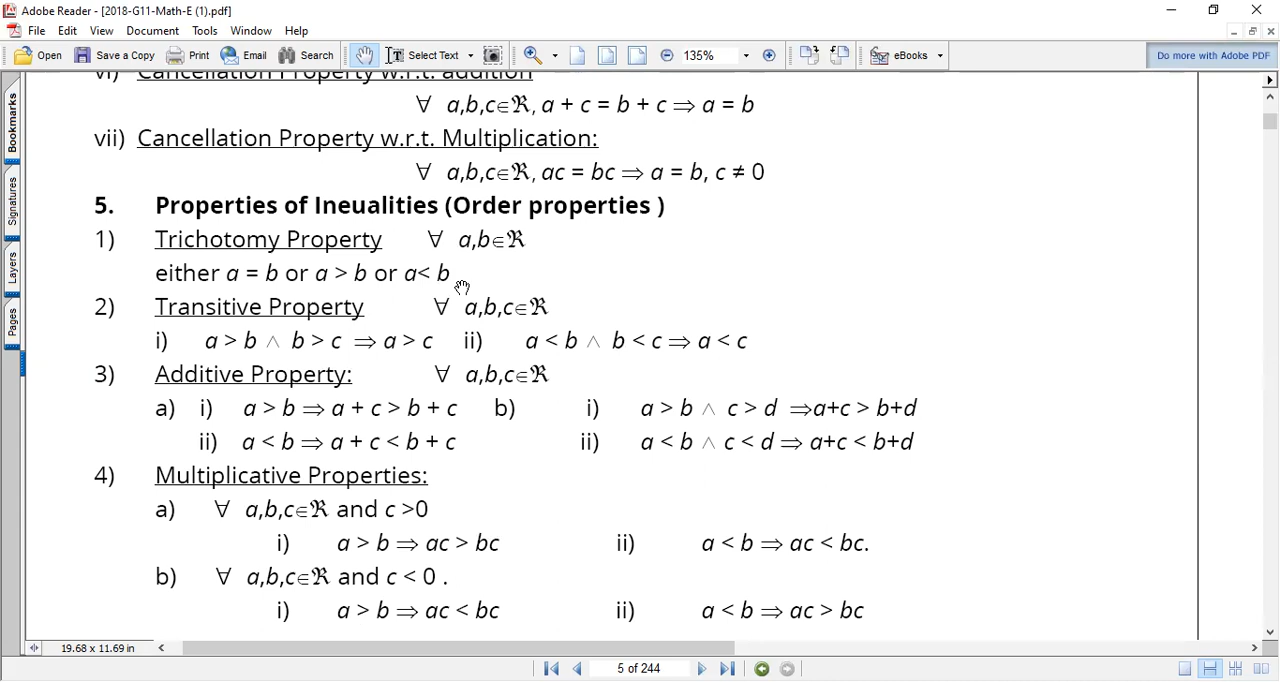 Adobe Reader - [2018-G11-Math-E (1).pdf]
File Edit View Document Tools Window Help
Open Save a Copy Print Email Search Select Text 135% eBooks Do more with Adobe PDF
vi) Cancellation Property w.r.t. addition
∀ a,b,c∈ℜ, a + c = b + c ⇒ a = b
vii) Cancellation Property w.r.t. Multiplication:
∀ a,b,c∈ℜ, ac = bc ⇒ a = b, c ≠ 0
5. Properties of Ineualities (Order properties )
1) Trichotomy Property ∀ a,b∈ℜ
either a = b or a > b or a< b
2) Transitive Property ∀ a,b,c∈ℜ
i) a > b ∧ b > c ⇒ a > c ii) a < b ∧ b < c ⇒ a < c
3) Additive Property: ∀ a,b,c∈ℜ
a) i) a > b ⇒ a + c > b + c b) i) a > b ∧ c > d ⇒a+c > b+d
ii) a < b ⇒ a + c < b + c ii) a < b ∧ c < d ⇒ a+c < b+d
4) Multiplicative Properties:
a) ∀ a,b,c∈ℜ and c >0
i) a > b ⇒ ac > bc ii) a < b ⇒ ac < bc.
b) ∀ a,b,c∈ℜ and c < 0 .
i) a > b ⇒ ac < bc ii) a < b ⇒ ac > bc
Bookmarks
Signatures
Layers
Pages
19.68 x 11.69 in
5 of 244